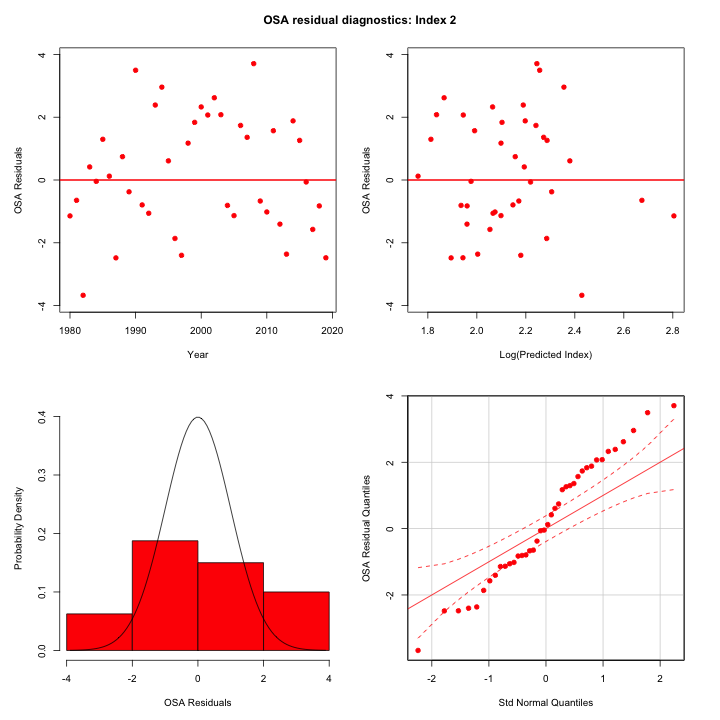 OSA residual diagnostics: Index 2
OSA Residuals
4
2
0
-2
-4
1980 1990 2000 2010 2020
Year
OSA Residuals
4
2
0
-2
-4
1.8 2.0 2.2 2.4 2.6 2.8
Log(Predicted Index)
Probability Density
0.4
0.3
0.2
0.1
0.0
-4 -2 0 2 4
OSA Residuals
OSA Residual Quantiles
4
2
0
-2
-2 -1 0 1 2
Std Normal Quantiles